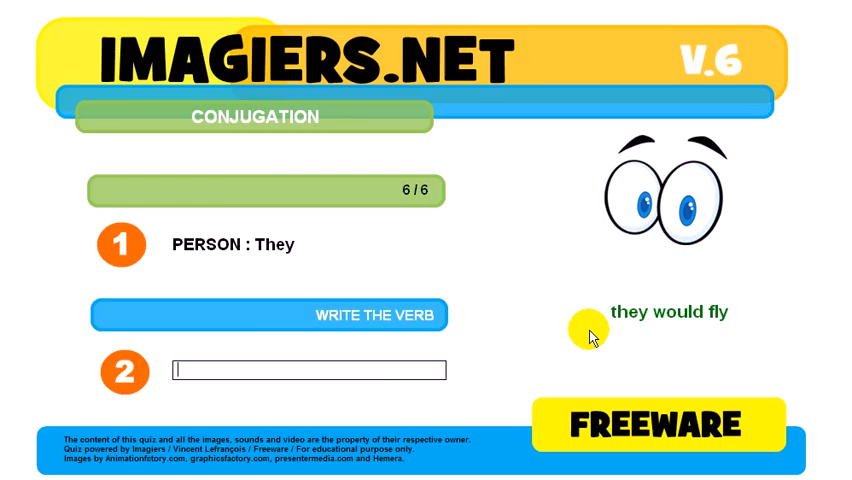 IMAGIERS.NET
V.6
CONJUGATION
6 / 6
1
PERSON : They
WRITE THE VERB
they would fly
2
FREEWARE
The content of this quiz and all the images, sounds and video are the property of their respective owner.
Quiz powered by Imagiers / Vincent Lefrançois / Freeware / For educational purpose only.
Images by Animationfctory.com, graphicsfactory.com, presentermedia.com and Hemera.